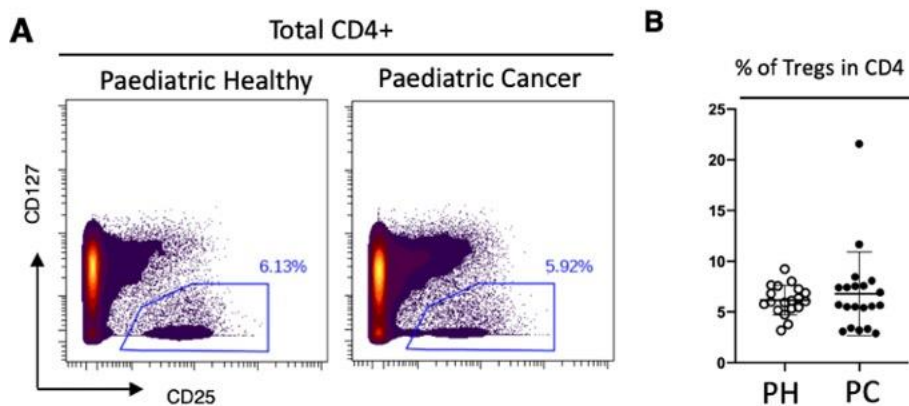 A
Total CD4+
Paediatric Healthy
Paediatric Cancer
CD127
6.13%
5.92%
CD25
B
% of Tregs in CD4
25
20
15
10
5
0
PH
PC